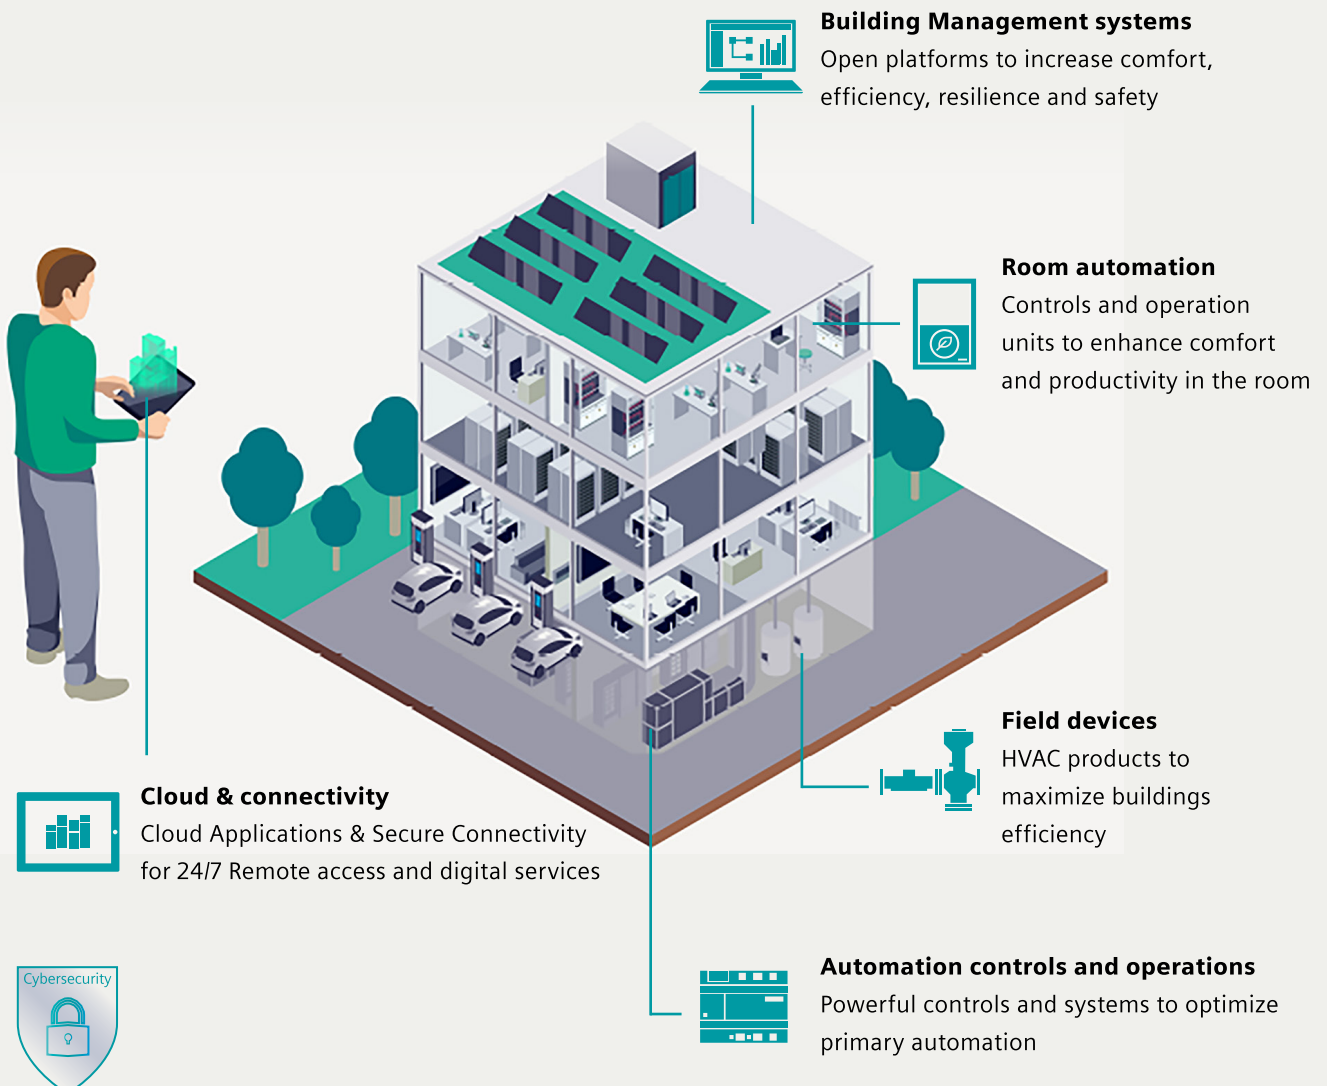 Building Management systems
Open platforms to increase comfort,
efficiency, resilience and safety
Room automation
Controls and operation
units to enhance comfort
and productivity in the room
Field devices
HVAC products to
maximize buildings
efficiency
Cloud & connectivity
Cloud Applications & Secure Connectivity
for 24/7 Remote access and digital services
Automation controls and operations
Powerful controls and systems to optimize
primary automation
Cybersecurity